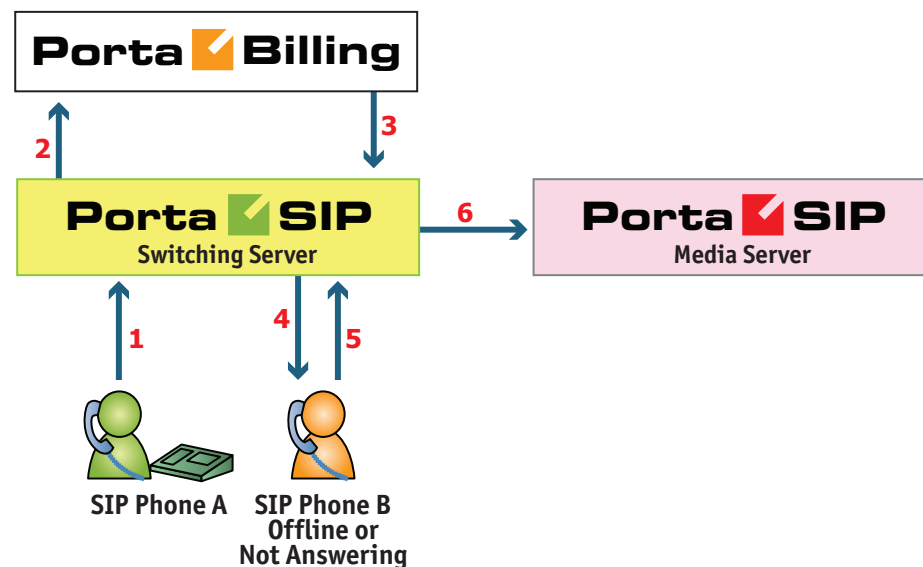 Porta Billing
2
3
Porta SIP
Switching Server
6
Porta SIP
Media Server
1
4
5
SIP Phone A
SIP Phone B
Offline or
Not Answering